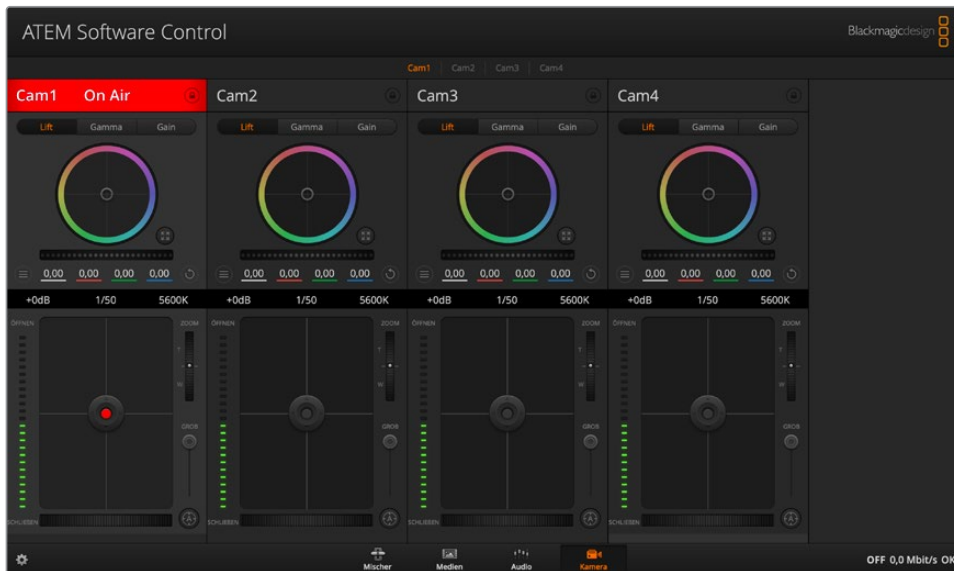 ATEM Software Control
Blackmagicdesign
Cam1 Cam2 Cam3 Cam4
Cam1 On Air Cam2 Cam3 Cam4
Lift Gamma Gain Lift Gamma Gain Lift Gamma Gain Lift Gamma Gain
0,00 0,00 0,00 0,00 0,00 0,00 0,00 0,00 0,00 0,00 0,00 0,00 0,00 0,00 0,00 0,00
+0dB 1/50 5600K +0dB 1/50 5600K +0dB 1/50 5600K +0dB 1/50 5600K
ÖFFNEN ZOOM ÖFFNEN ZOOM ÖFFNEN ZOOM ÖFFNEN ZOOM
T T T T
W W W W
GROB GROB GROB GROB
SCHLIEßEN SCHLIEßEN SCHLIEßEN SCHLIEßEN
Mischer Medien Audio Kamera
OFF 0,0 Mbit/s OK